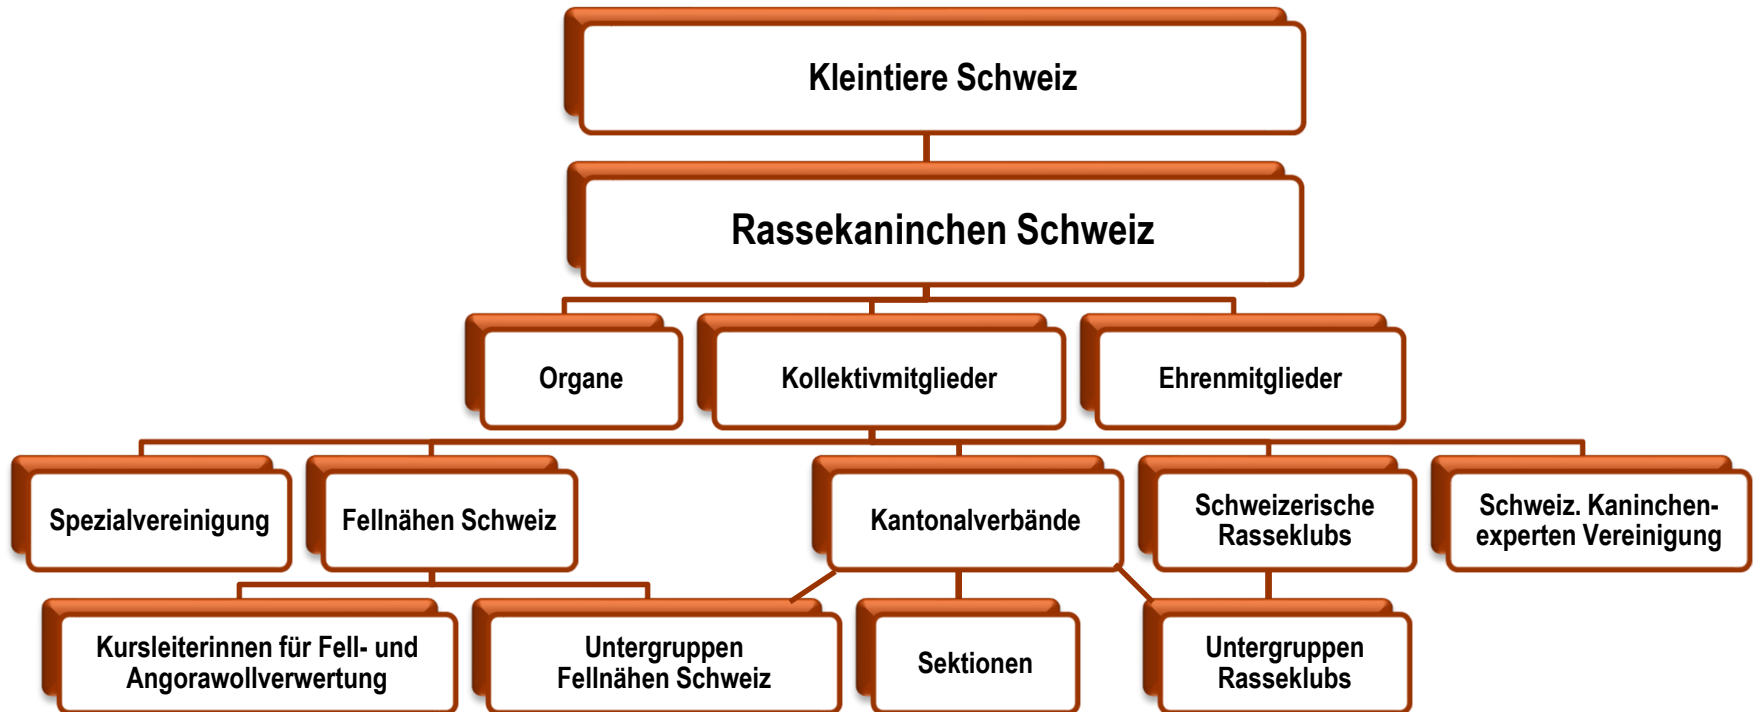 Kleintiere Schweiz
Rassekaninchen Schweiz
Organe
Kollektivmitglieder
Ehrenmitglieder
Spezialvereinigung
Fellnähen Schweiz
Kantonalverbände
Schweizerische
Rasseklubs
Schweiz. Kaninchen-
experten Vereinigung
Kursleiterinnen für Fell- und
Angorawollverwertung
Untergruppen
Fellnähen Schweiz
Sektionen
Untergruppen
Rasseklubs